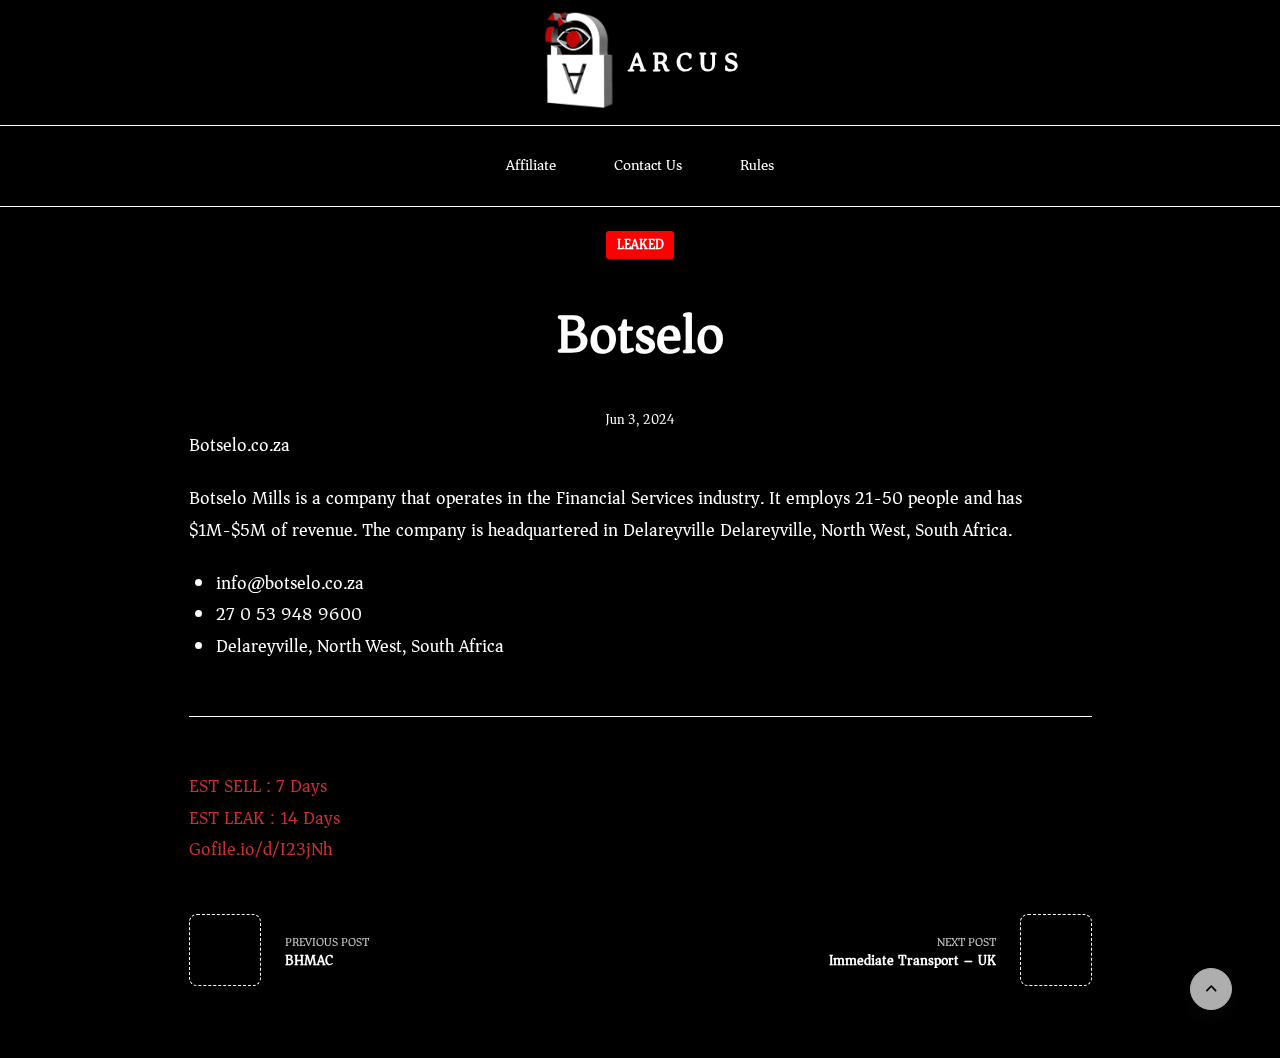 ARCUS
Affiliate
Contact Us
Rules
LEAKED
Botselo
Jun 3, 2024
Botselo.co.za
Botselo Mills is a company that operates in the Financial Services industry. It employs 21-50 people and has
$1M-$5M of revenue. The company is headquartered in Delareyville Delareyville, North West, South Africa.
info@botselo.co.za
27 0 53 948 9600
Delareyville, North West, South Africa
EST SELL : 7 Days
EST LEAK : 14 Days
Gofile.io/d/I23jNh
PREVIOUS POST
BHMAC
NEXT POST
Immediate Transport – UK